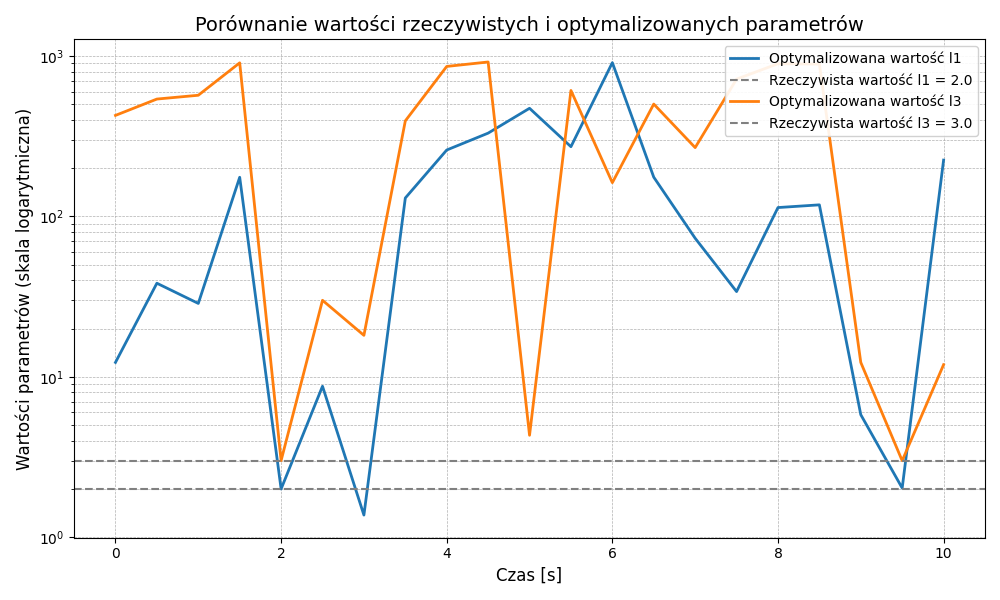 Porównanie wartości rzeczywistych i optymalizowanych parametrów
Optymalizowana wartość l1
Rzeczywista wartość l1 = 2.0
Optymalizowana wartość l3
Rzeczywista wartość l3 = 3.0
Wartości parametrów (skala logarytmiczna)
10³
10²
10¹
10⁰
0 2 4 6 8 10
Czas [s]